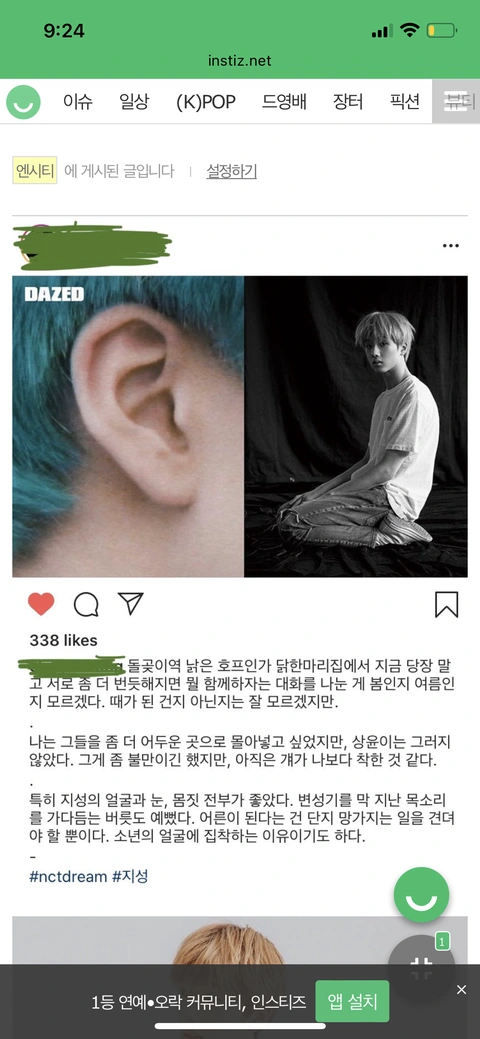 9:24
instiz.net
이슈 일상 (K)POP 드영배 장터 픽션 뷰티
엔시티 에 게시된 글입니다 | 설정하기
DAZED
338 likes
돌곶이역 낡은 호프인가 닭한마리집에서 지금 당장 말
고 서로 좀 더 번듯해지면 뭘 함께하자는 대화를 나눈 게 봄인지 여름인
지 모르겠다. 때가 된 건지 아닌지는 잘 모르겠지만.
.
나는 그들을 좀 더 어두운 곳으로 몰아넣고 싶었지만, 상윤이는 그러지
않았다. 그게 좀 불만이긴 했지만, 아직은 걔가 나보다 착한 것 같다.
.
특히 지성의 얼굴과 눈, 몸짓 전부가 좋았다. 변성기를 막 지난 목소리
를 가다듬는 버릇도 예뻤다. 어른이 된다는 건 단지 망가지는 일을 견뎌
야 할 뿐이다. 소년의 얼굴에 집착하는 이유이기도 하다.
-
#nctdream #지성
1
1등 연예•오락 커뮤니티, 인스티즈 앱 설치